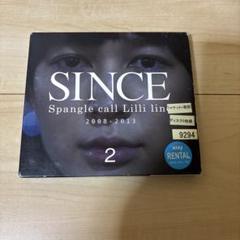 SINCE
Spangle call Lilli line
2008-2013
2
9294
RENTAL